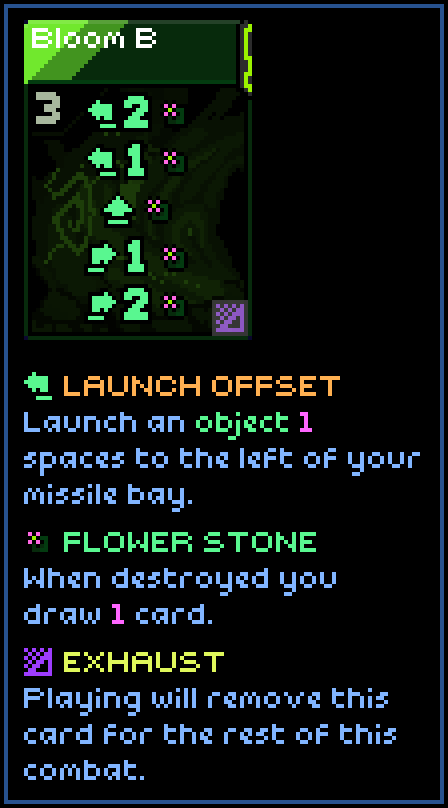 Bloom B
3
2
1
1
2
LAUNCH OFFSET
Launch an object 1
spaces to the left of your
missile bay.
FLOWER STONE
When destroyed you
draw 1 card.
EXHAUST
Playing will remove this
card for the rest of this
combat.